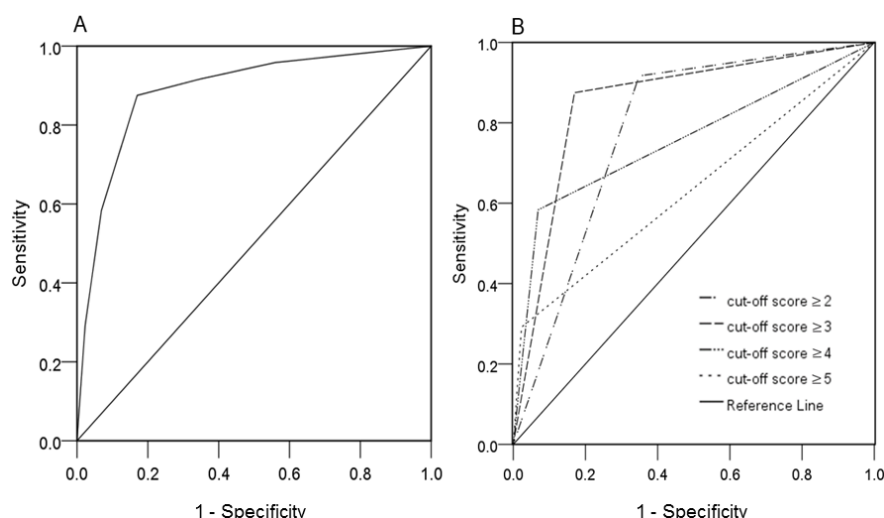 A
B
1.0
0.8
0.6
0.4
0.2
0.0
Sensitivity
0.0 0.2 0.4 0.6 0.8 1.0
1 - Specificity
1.0
0.8
0.6
0.4
0.2
0.0
Sensitivity
cut-off score ≥2
cut-off score ≥3
cut-off score ≥4
cut-off score ≥5
Reference Line
0.0 0.2 0.4 0.6 0.8 1.0
1 - Specificity